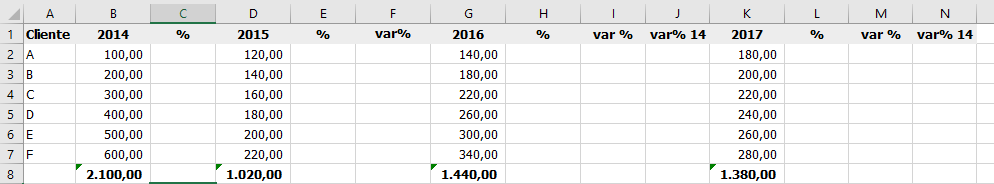 A B C D E F G H I J K L M N
1 Cliente 2014 % 2015 % var% 2016 % var % var% 14 2017 % var % var% 14
2 A 100,00 120,00 140,00 180,00
3 B 200,00 140,00 180,00 200,00
4 C 300,00 160,00 220,00 220,00
5 D 400,00 180,00 260,00 240,00
6 E 500,00 200,00 300,00 260,00
7 F 600,00 220,00 340,00 280,00
8 2.100,00 1.020,00 1.440,00 1.380,00